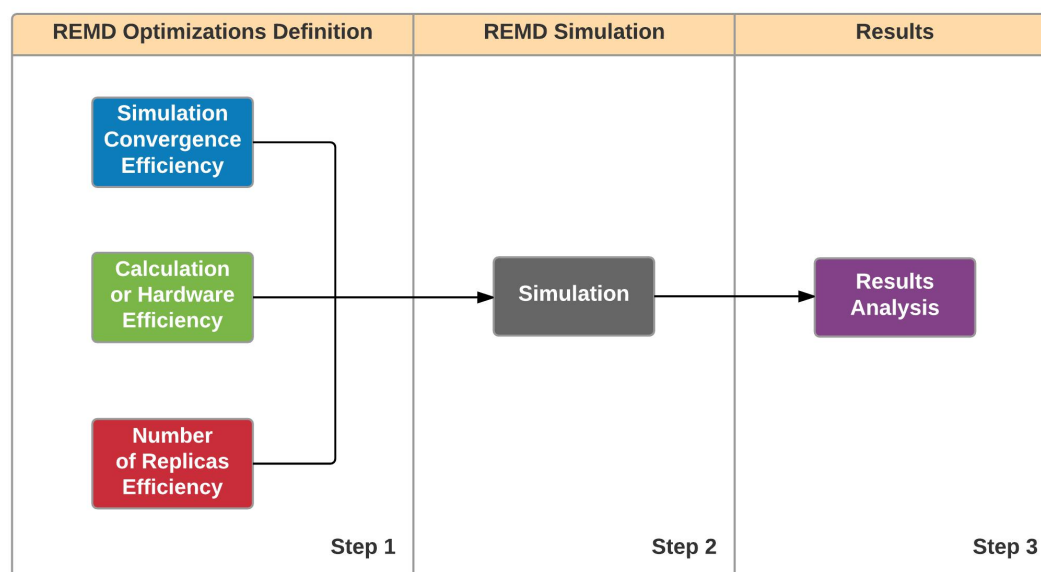 REMD Optimizations Definition
REMD Simulation
Results
Simulation
Convergence
Efficiency
Calculation
or Hardware
Efficiency
Number
of Replicas
Efficiency
Simulation
Results
Analysis
Step 1
Step 2
Step 3